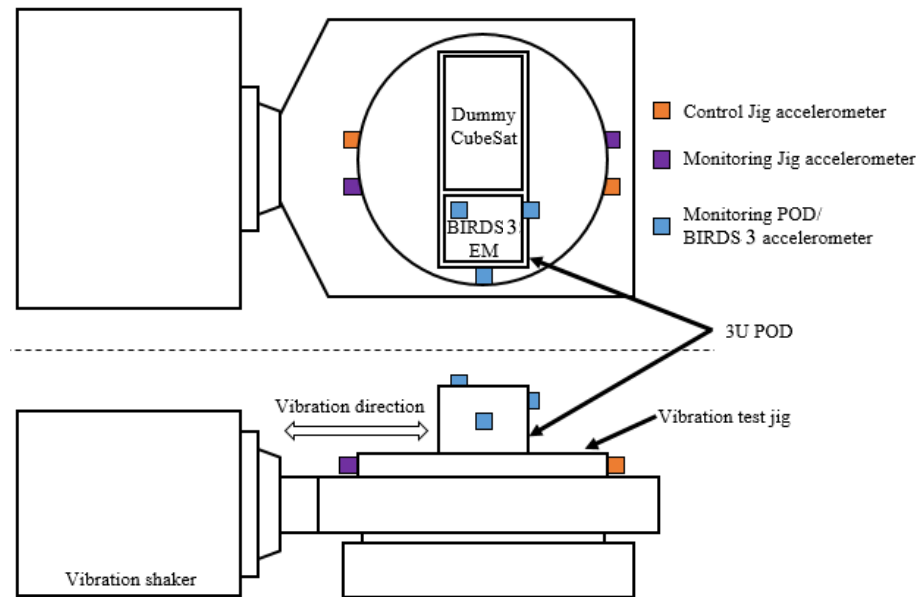 Dummy
CubeSat
BIRDS 3
EM
Control Jig accelerometer
Monitoring Jig accelerometer
Monitoring POD/
BIRDS 3 accelerometer
3U POD
Vibration direction
Vibration test jig
Vibration shaker